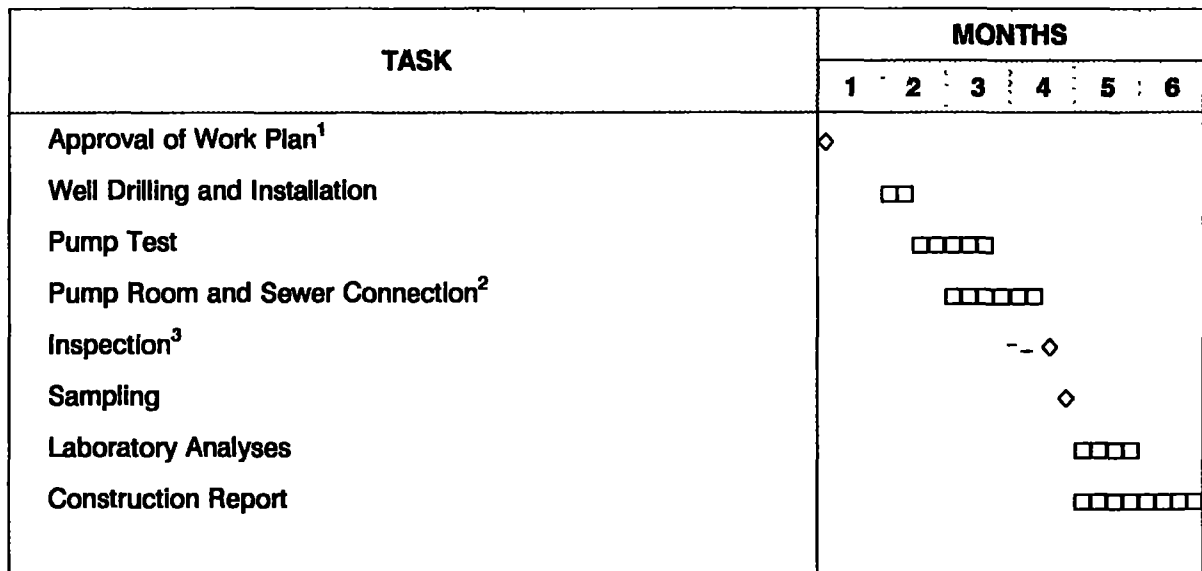 TASK
MONTHS
1 2 3 4 5 6
Approval of Work Plan¹
Well Drilling and Installation
Pump Test
Pump Room and Sewer Connection²
Inspection³
Sampling
Laboratory Analyses
Construction Report